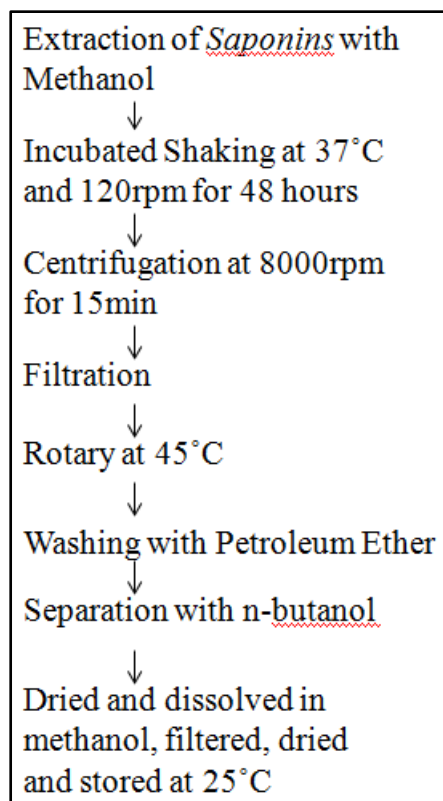 Extraction of Saponins with
Methanol
↓
Incubated Shaking at 37˚C
and 120rpm for 48 hours
↓
Centrifugation at 8000rpm
for 15min
↓
Filtration
↓
Rotary at 45˚C
↓
Washing with Petroleum Ether
↓
Separation with n-butanol
↓
Dried and dissolved in
methanol, filtered, dried
and stored at 25˚C